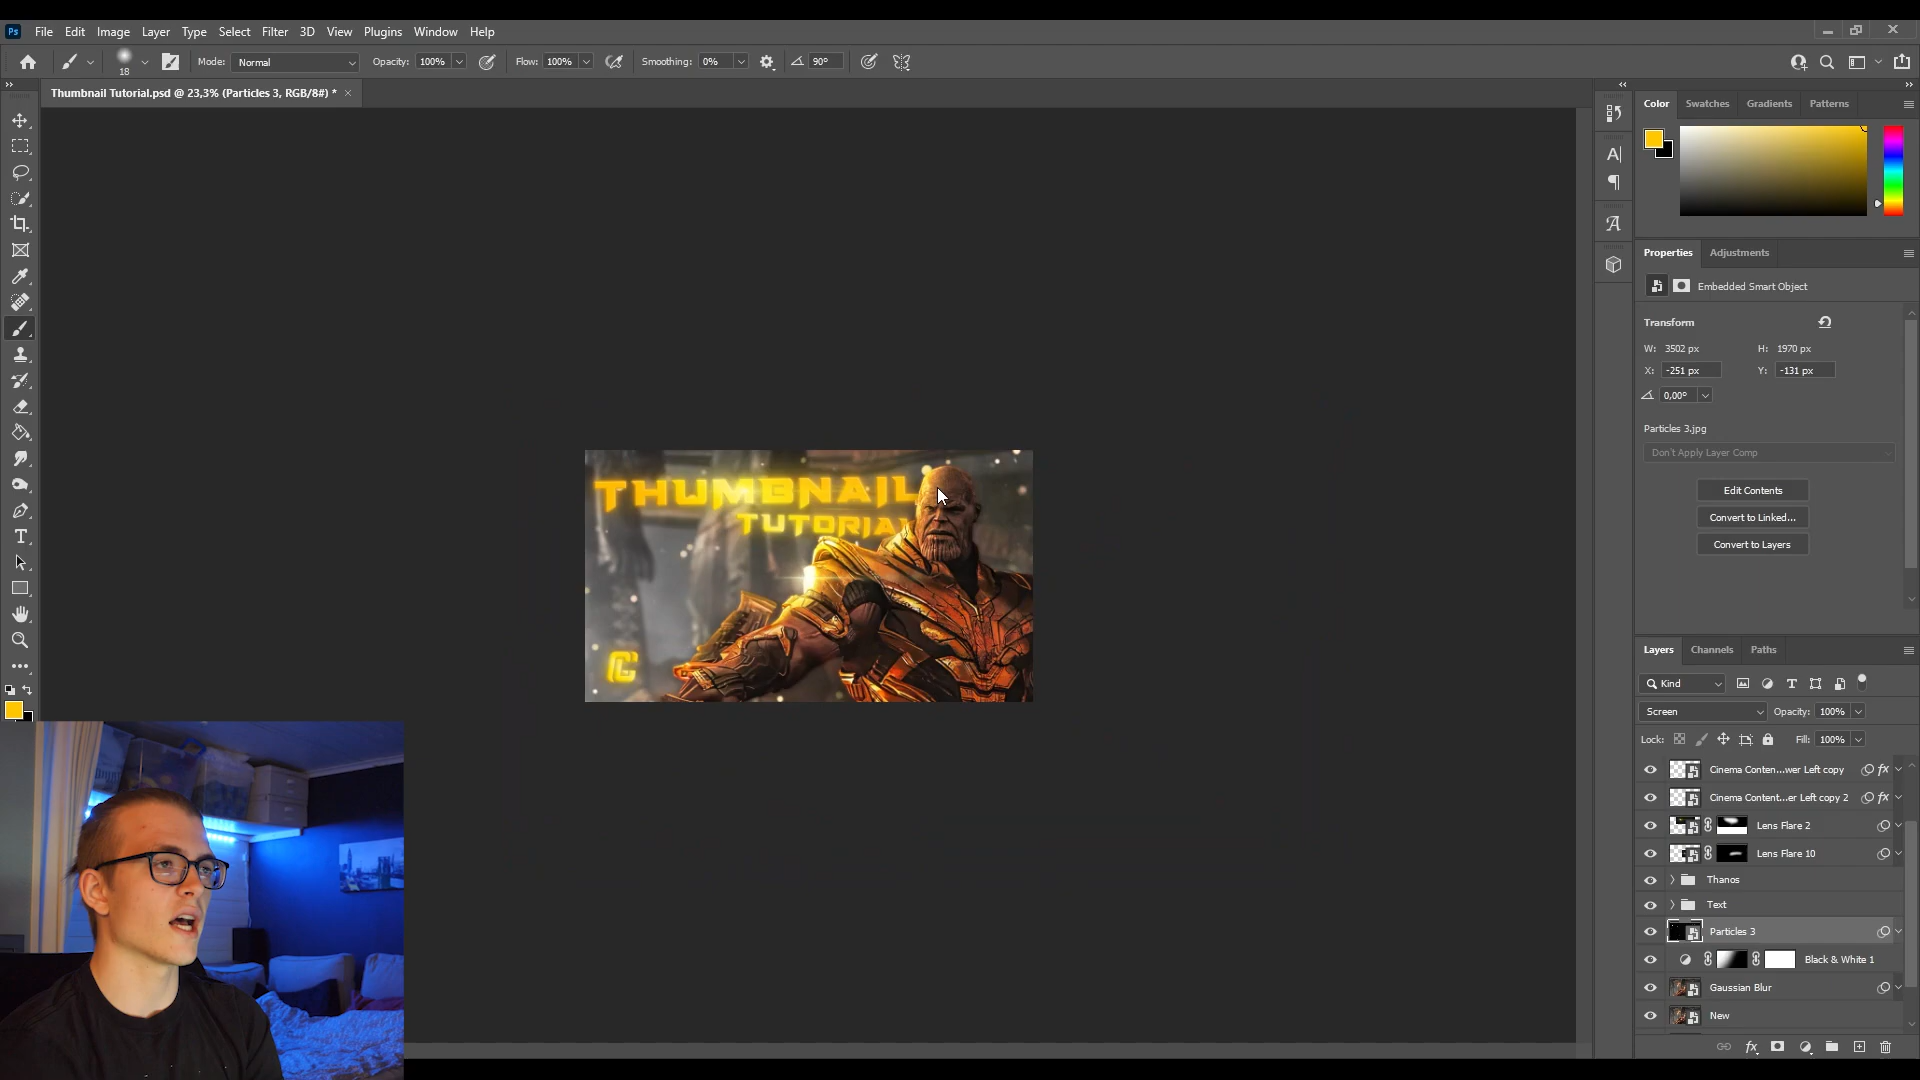 Ps File Edit Image Layer Type Select Filter 3D View Plugins Window Help
18 Mode: Normal Opacity: 100% Flow: 100% Smoothing: 0% 90°
Thumbnail Tutorial.psd @ 23,3% (Particles 3, RGB/8#) * ×
Color Swatches Gradients Patterns
Properties Adjustments
Embedded Smart Object
Transform
W: 3502 px H: 1970 px
X: -251 px Y: -131 px
0,00°
Particles 3.jpg
Don't Apply Layer Comp
Edit Contents
Convert to Linked...
Convert to Layers
THUMBNAIL
TUTORIAL
Layers Channels Paths
Kind
Screen Opacity: 100%
Lock: Fill: 100%
Cinema Conten...wer Left copy fx
Cinema Content...er Left copy 2 fx
Lens Flare 2
Lens Flare 10
Thanos
Text
Particles 3
Black & White 1
Gaussian Blur
New
fx